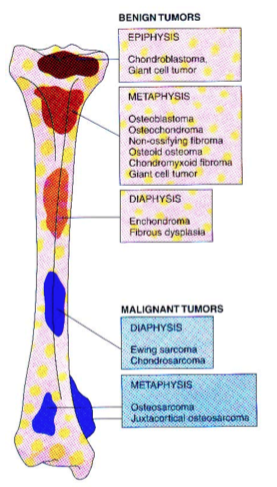 BENIGN TUMORS
EPIPHYSIS
Chondroblastoma,
Giant cell tumor
METAPHYSIS
Osteoblastoma
Osteochondroma
Non-ossifying fibroma
Osteoid osteoma
Chondromyxoid fibroma
Giant cell tumor
DIAPHYSIS
Enchondroma
Fibrous dysplasia
MALIGNANT TUMORS
DIAPHYSIS
Ewing sarcoma
Chondrosarcoma
METAPHYSIS
Osteosarcoma
Juxtacortical osteosarcoma